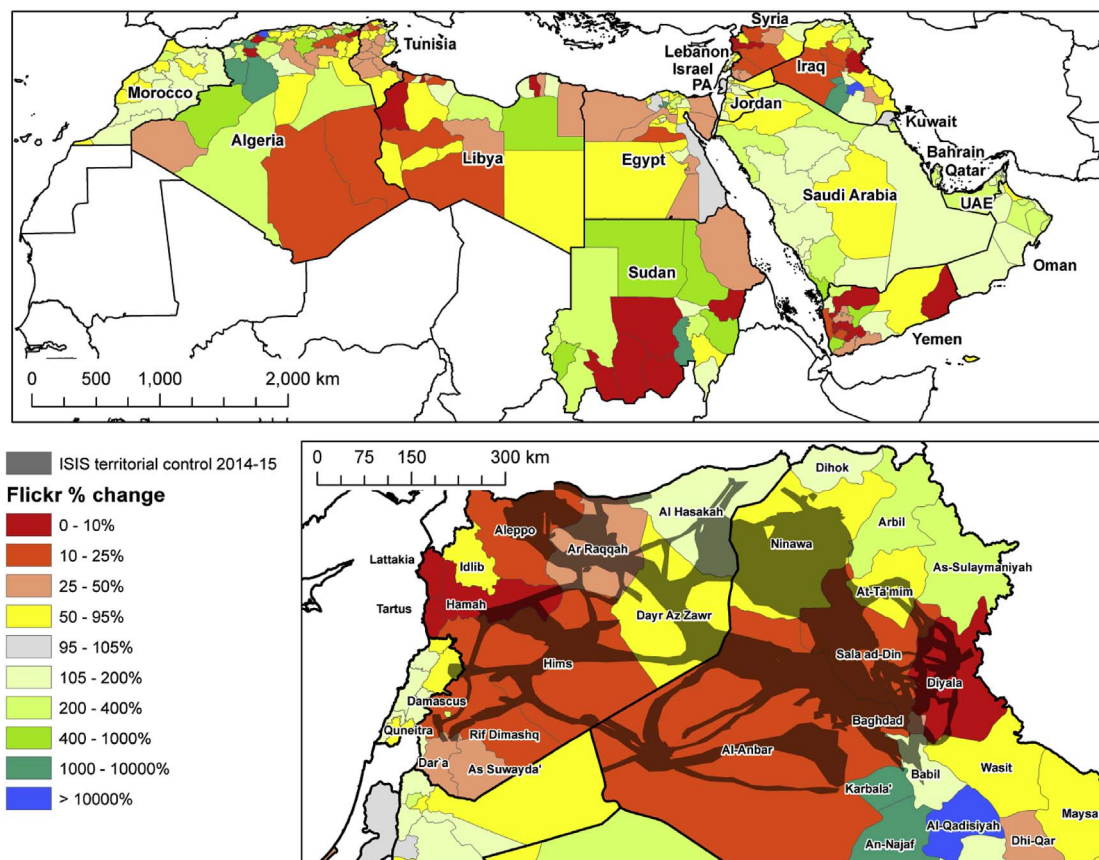 Syria
Tunisia
Lebanon
Israel
PA
Iraq
Morocco
Jordan
Kuwait
Algeria
Libya
Egypt
Bahrain
Qatar
Saudi Arabia
UAE
Sudan
Oman
Yemen
0 500 1,000 2,000 km
ISIS territorial control 2014-15
Flickr % change
0 - 10%
10 - 25%
25 - 50%
50 - 95%
95 - 105%
105 - 200%
200 - 400%
400 - 1000%
1000 - 10000%
> 10000%
0 75 150 300 km
Dihok
Al Hasakah
Aleppo
Arbil
Ar Raqqah
Ninawa
Lattakia
Idlib
As-Sulaymaniyah
At-Ta'mim
Tartus
Hamah
Dayr Az Zawr
Sala ad-Din
Hims
Diyala
Damascus
Baghdad
Quneitra
Rif Dimashq
Al-Anbar
Dar`a
As Suwayda'
Babil
Wasit
Karbala'
Maysa
Al-Qadisiyah
An-Najaf
Dhi-Qar